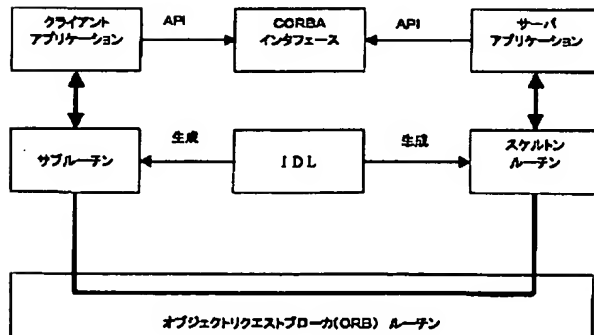 クライアント
アプリケーション
API
CORBA
インタフェース
API
サーバ
アプリケーション
サブルーチン
生成
IDL
生成
スケルトン
ルーチン
オブジェクトリクエストブローカ(ORB) ルーチン